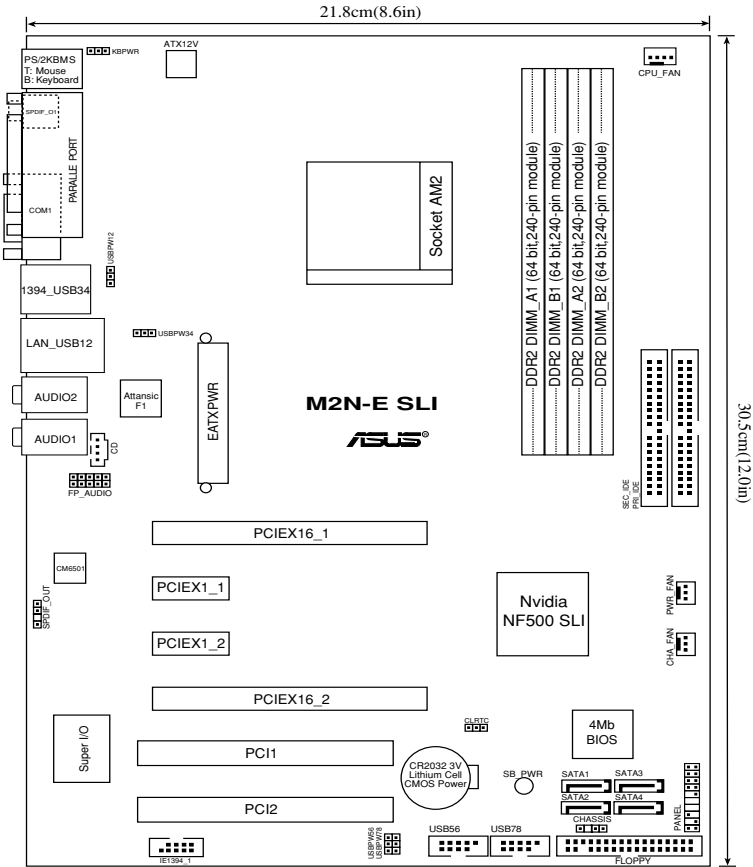 21.8cm(8.6in)
PS/2KBMS
T: Mouse
B: Keyboard
KBPWR
ATX12V
CPU_FAN
SPDIF_O1
PARALLE PORT
COM1
USBPW12
Socket AM2
DDR2 DIMM_A1 (64 bit,240-pin module)
DDR2 DIMM_B1 (64 bit,240-pin module)
DDR2 DIMM_A2 (64 bit,240-pin module)
DDR2 DIMM_B2 (64 bit,240-pin module)
1394_USB34
USBPW34
LAN_USB12
AUDIO2
Attansic
F1
EATXPWR
M2N-E SLI
ASUS®
AUDIO1
CD
FP_AUDIO
SEC_IDE
PRI_IDE
30.5cm(12.0in)
PCIEX16_1
CM6501
PCIEX1_1
SPDIF_OUT
PCIEX1_2
Nvidia
NF500 SLI
PWR_FAN
CHA_FAN
PCIEX16_2
CLRTC
4Mb
BIOS
Super I/O
PCI1
CR2032 3V
Lithium Cell
CMOS Power
SB_PWR
SATA1
SATA3
SATA2
SATA4
CHASSIS
PANEL
PCI2
USBPW56
USBPW78
USB56
USB78
IE1394_1
FLOPPY